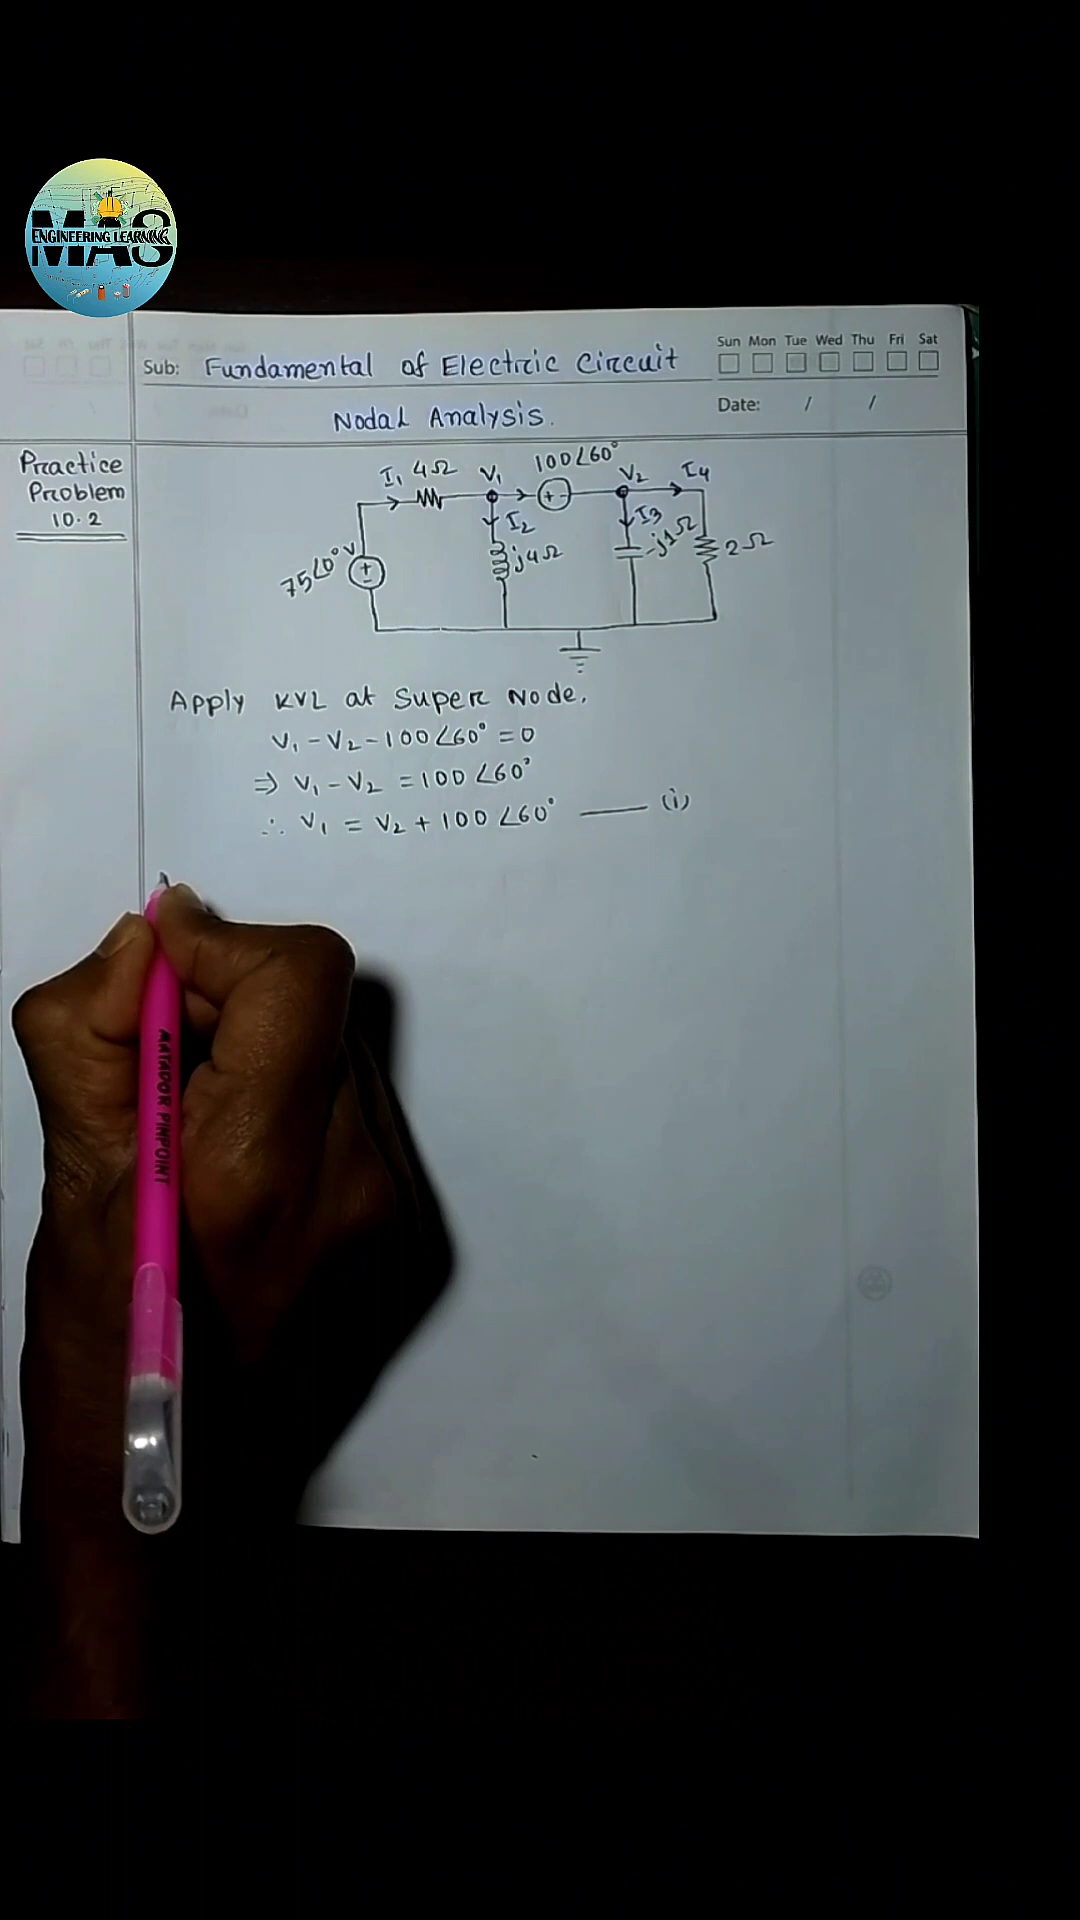 MAS
ENGINEERING LEARNING
Sub: Fundamental of Electric Circuit
Sun Mon Tue Wed Thu Fri Sat
Nodal Analysis.
Date: / /
Practice
Problem
10.2
I₁ 4Ω V₁ 100∠60° V₂ I4
75∠0° V + - I₂ j4Ω + - I3 -j1Ω 2Ω
Apply KVL at Super Node.
V₁ - V₂ - 100∠60° = 0
⇒ V₁ - V₂ = 100∠60°
∴ V₁ = V₂ + 100∠60° —— (i)
MATADOR PINPOINT